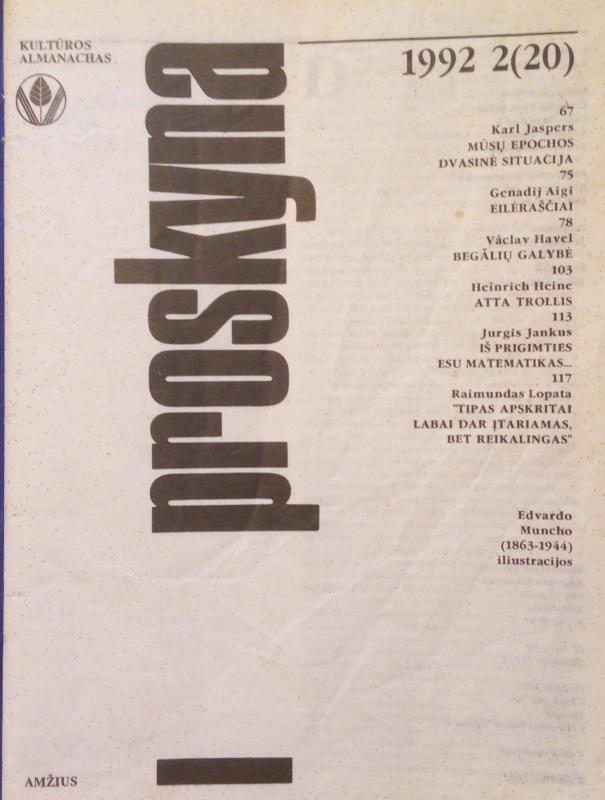 KULTŪROS
ALMANACHAS
proskyna
1992 2(20)
67
Karl Jaspers
MŪSŲ EPOCHOS
DVASINĖ SITUACIJA
75
Genadij Aigi
EILĖRAŠČIAI
78
Václav Havel
BEGĀLIŲ GALYBĖ
103
Heinrich Heine
ATTA TROLLIS
113
Jurgis Jankus
IŠ PRIGIMTIES
ESU MATEMATIKAS...
117
Raimundas Lopata
"TIPAS APSKRITAI
LABAI DAR ĮTARIAMAS,
BET REIKALINGAS"
Edvardo
Muncho
(1863-1944)
iliustracijos
AMŽIUS